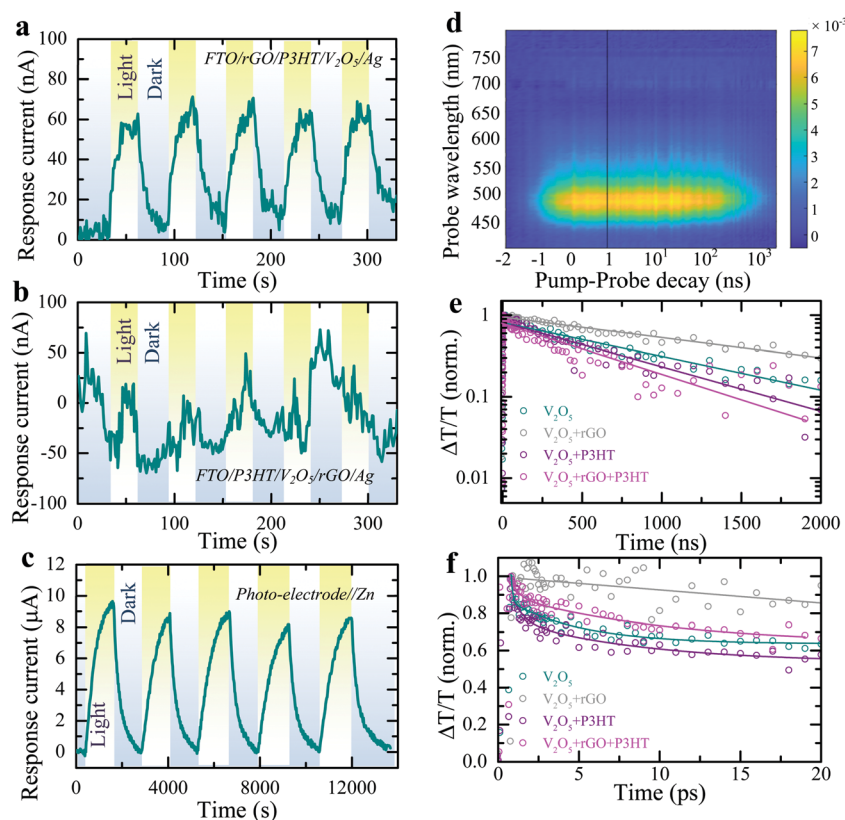 a
100
80
60
40
20
0
Response current (nA)
FTO/rGO/P3HT/V₂O₅/Ag
Light
Dark
0 100 200 300
Time (s)
b
100
50
0
-50
-100
Response current (nA)
Light
Dark
FTO/P3HT/V₂O₅/rGO/Ag
0 100 200 300
Time (s)
c
12
10
8
6
4
2
0
Response current (µA)
Photo-electrode//Zn
Dark
Light
0 4000 8000 12000
Time (s)
d
750
700
650
600
550
500
450
Probe wavelength (nm)
-2 -1 0 1 10¹ 10² 10³
Pump-Probe decay (ns)
× 10⁻³
7
6
5
4
3
2
1
0
e
1
0.1
0.01
ΔT/T (norm.)
V₂O₅
V₂O₅+rGO
V₂O₅+P3HT
V₂O₅+rGO+P3HT
0 500 1000 1500 2000
Time (ns)
f
1.0
0.8
0.6
0.4
0.2
0.0
ΔT/T (norm.)
V₂O₅
V₂O₅+rGO
V₂O₅+P3HT
V₂O₅+rGO+P3HT
0 5 10 15 20
Time (ps)